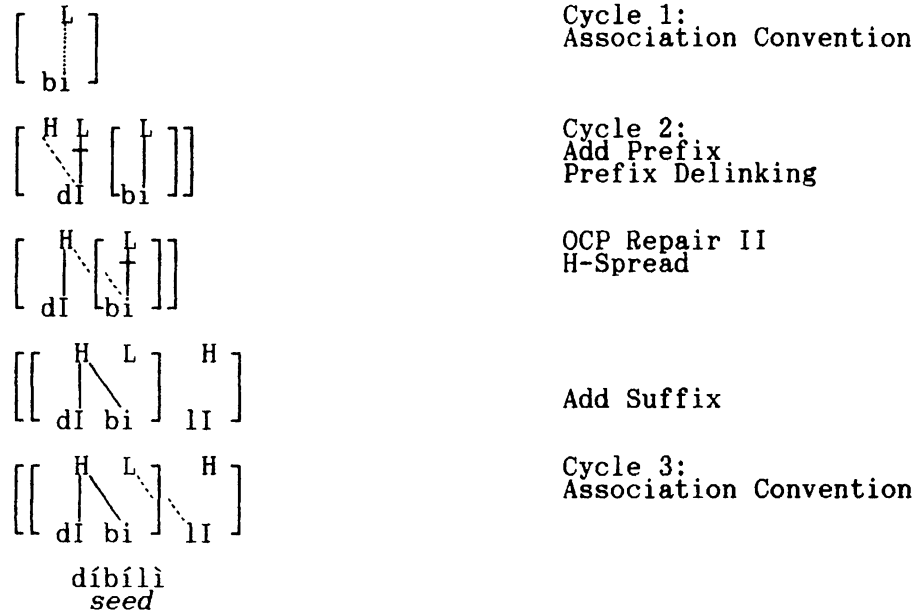 L Cycle 1:
Association Convention
bi
H L L Cycle 2:
Add Prefix
Prefix Delinking
dI bi
H L OCP Repair II
H-Spread
dI bi
H L H
Add Suffix
dI bi lI
H L H Cycle 3:
Association Convention
dI bi lI
díbílì
seed